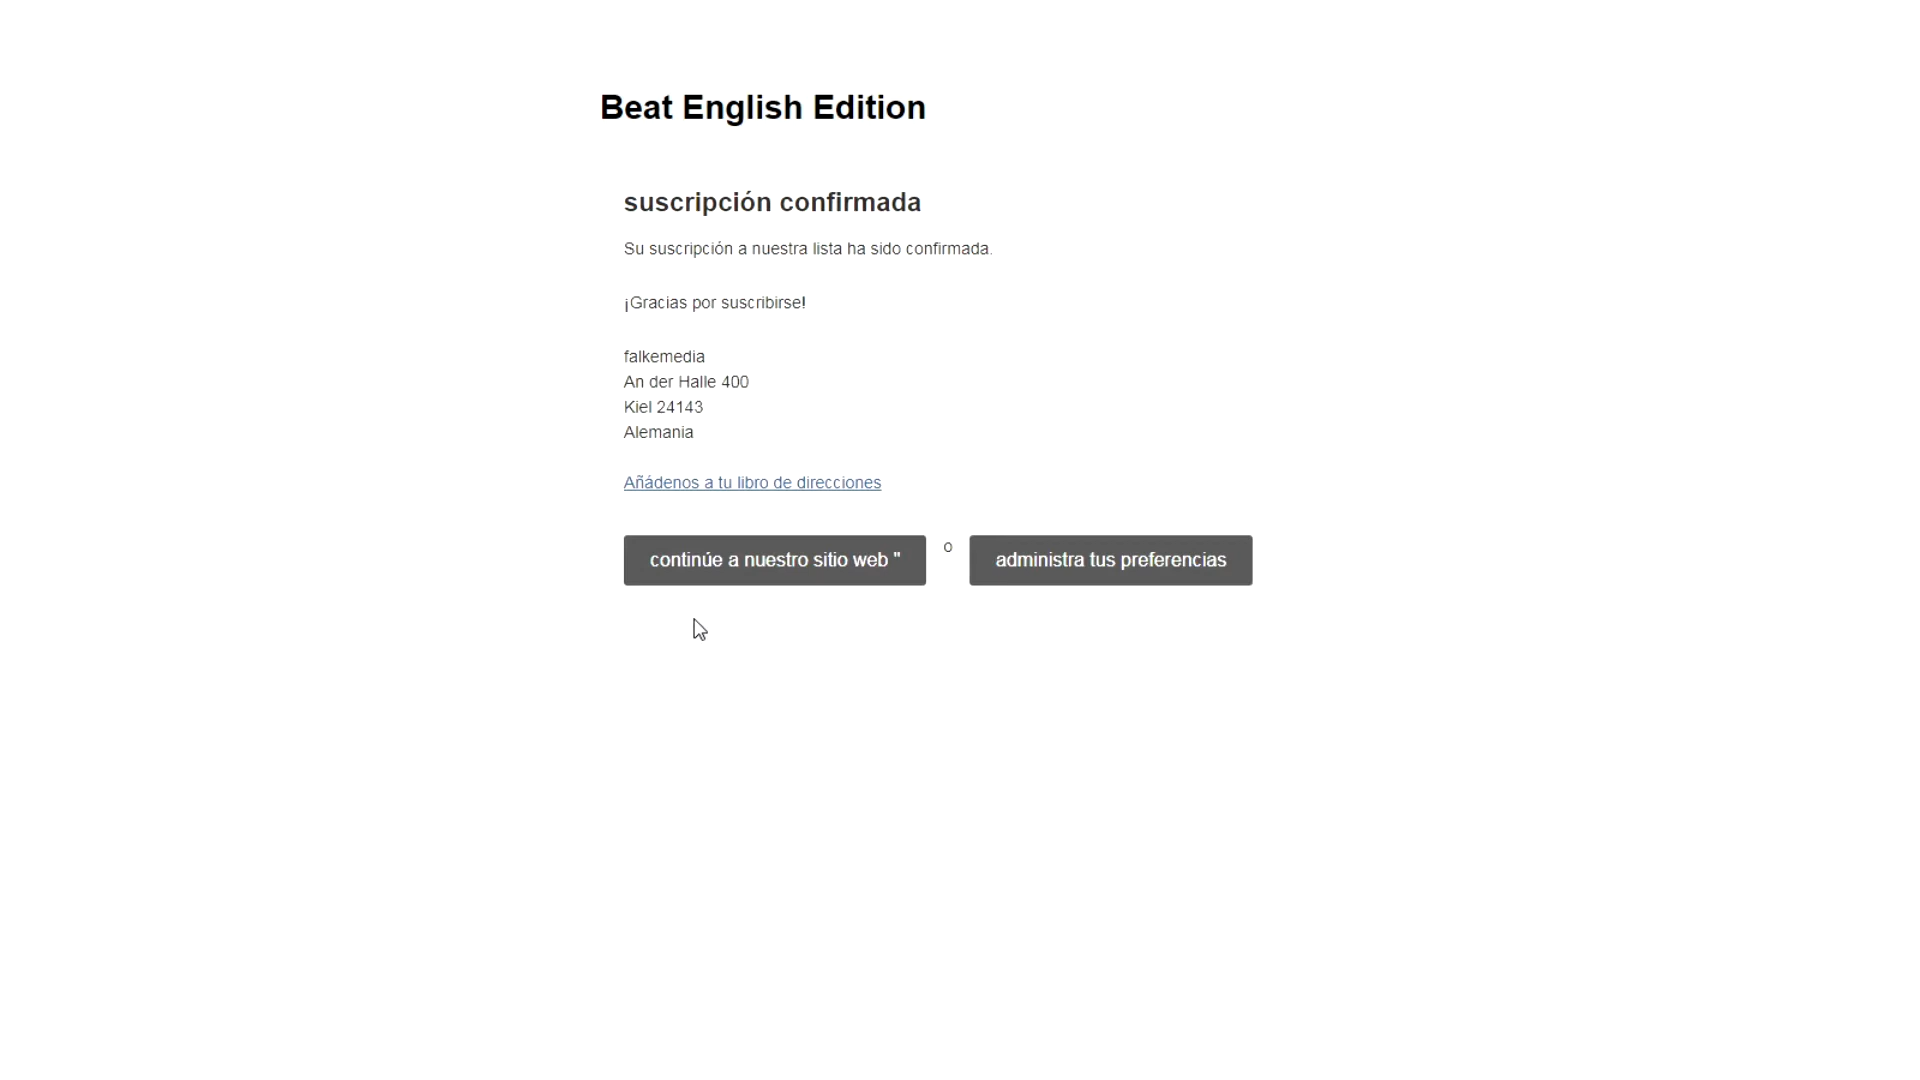 Beat English Edition
suscripción confirmada
Su suscripción a nuestra lista ha sido confirmada.
¡Gracias por suscribirse!
falkemedia
An der Halle 400
Kiel 24143
Alemania
Añádenos a tu libro de direcciones
continúe a nuestro sitio web " o administra tus preferencias